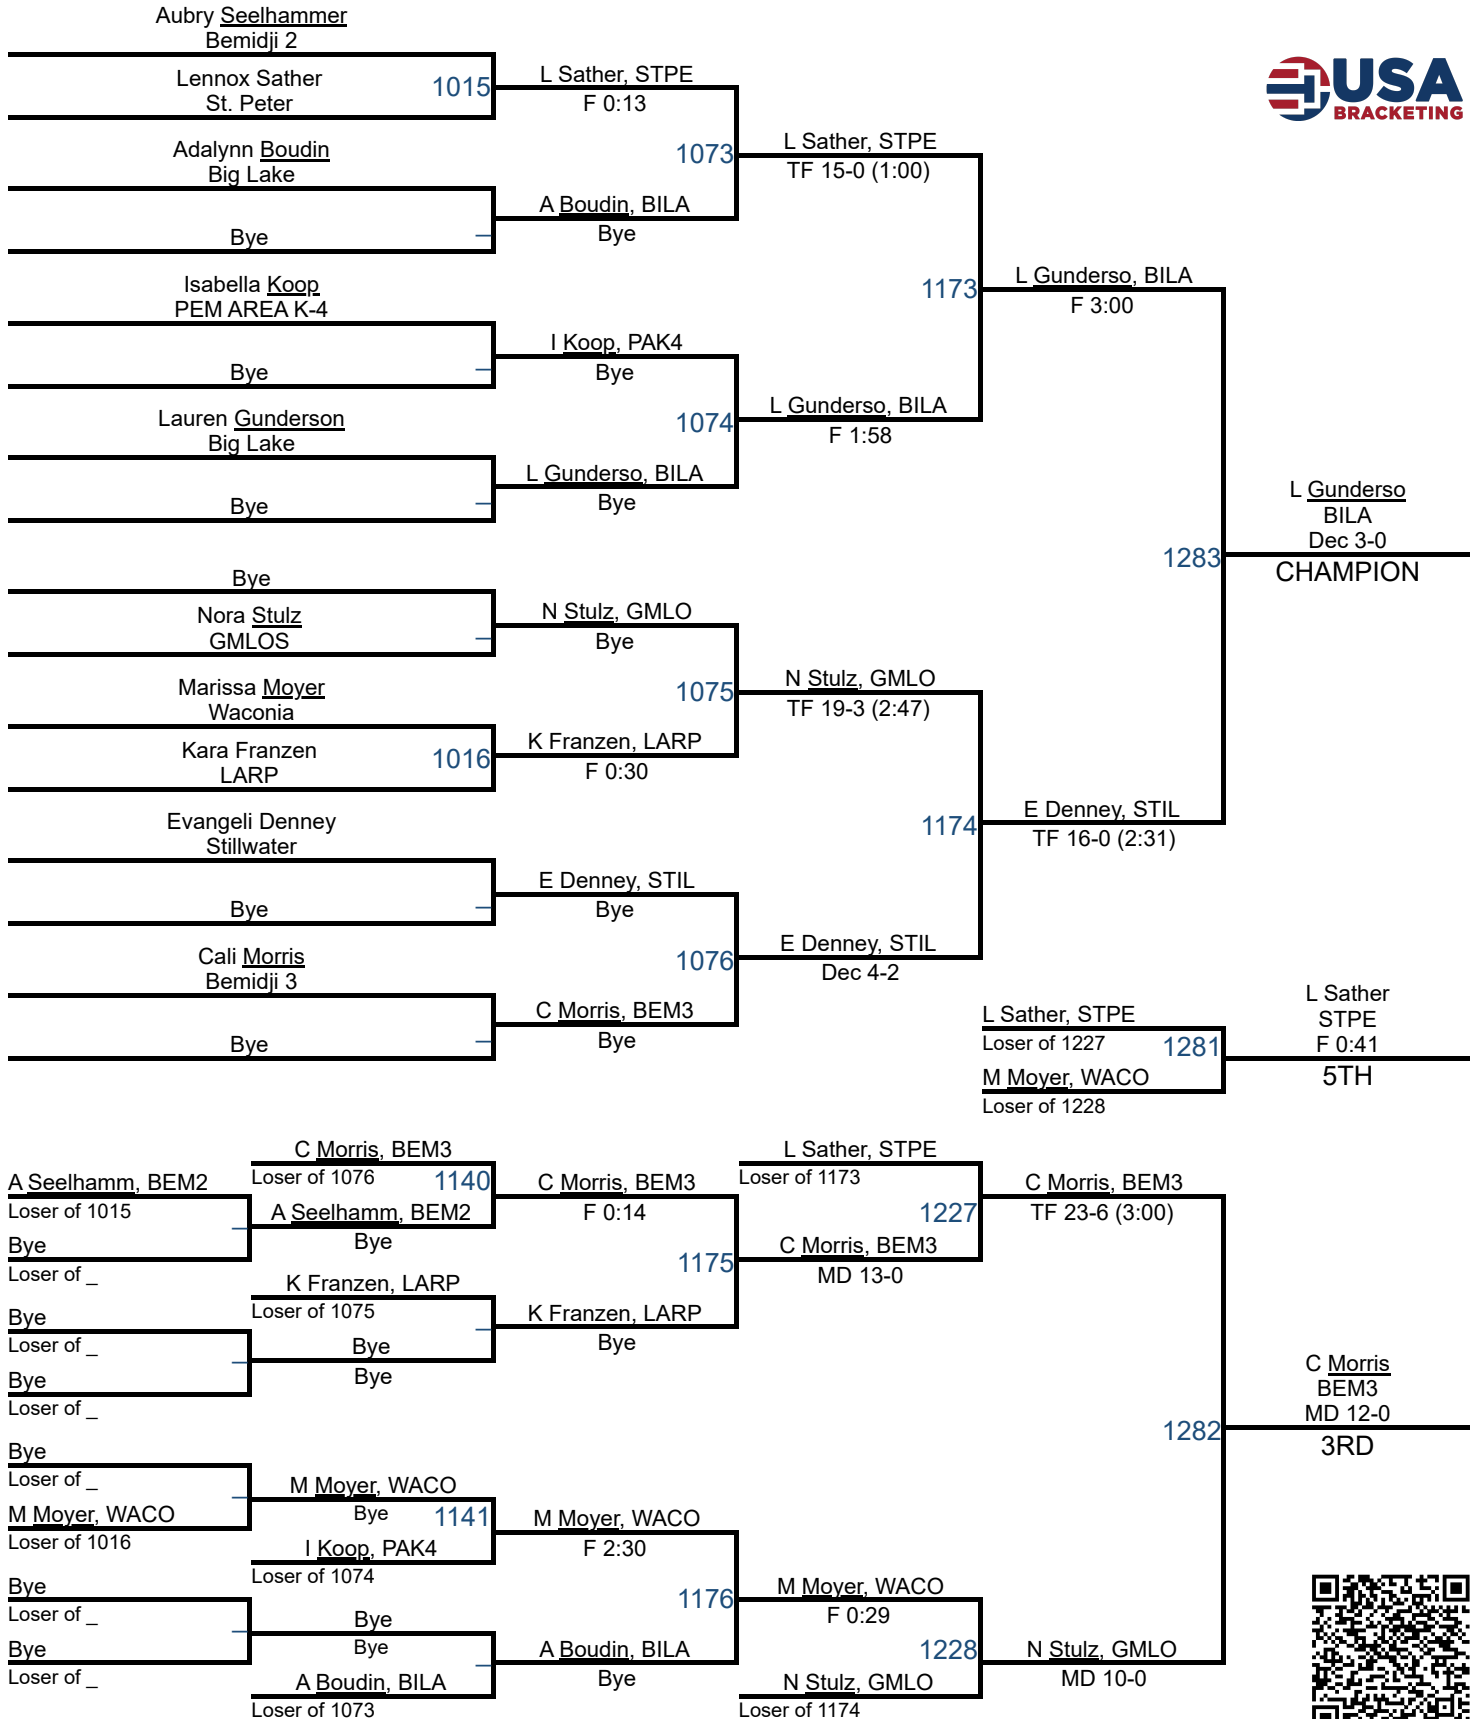 Aubry Seelhammer
Bemidji 2
Lennox Sather
St. Peter
1015
L Sather, STPE
F 0:13
USA
BRACKETING
Adalynn Boudin
Big Lake
Bye
_
A Boudin, BILA
Bye
1073
L Sather, STPE
TF 15-0 (1:00)
Isabella Koop
PEM AREA K-4
Bye
_
I Koop, PAK4
Bye
Lauren Gunderson
Big Lake
Bye
_
L Gunderso, BILA
Bye
1074
L Gunderso, BILA
F 1:58
1173
L Gunderso, BILA
F 3:00
Bye
Nora Stulz
GMLOS
_
N Stulz, GMLO
Bye
Marissa Moyer
Waconia
Kara Franzen
LARP
1016
K Franzen, LARP
F 0:30
1075
N Stulz, GMLO
TF 19-3 (2:47)
Evangeli Denney
Stillwater
Bye
_
E Denney, STIL
Bye
Cali Morris
Bemidji 3
Bye
_
C Morris, BEM3
Bye
1076
E Denney, STIL
Dec 4-2
1174
E Denney, STIL
TF 16-0 (2:31)
1283
L Gunderso
BILA
Dec 3-0
CHAMPION
L Sather, STPE
Loser of 1227
1281
M Moyer, WACO
Loser of 1228
L Sather
STPE
F 0:41
5TH
A Seelhamm, BEM2
Loser of 1015
Bye
Loser of _
_
C Morris, BEM3
Loser of 1076
1140
A Seelhamm, BEM2
Bye
C Morris, BEM3
F 0:14
Bye
Loser of _
Bye
Loser of _
_
K Franzen, LARP
Loser of 1075
_
Bye
Bye
K Franzen, LARP
Bye
1175
L Sather, STPE
Loser of 1173
1227
C Morris, BEM3
MD 13-0
C Morris, BEM3
TF 23-6 (3:00)
Bye
Loser of _
M Moyer, WACO
Loser of 1016
_
M Moyer, WACO
Bye
1141
I Koop, PAK4
Loser of 1074
M Moyer, WACO
F 2:30
Bye
Loser of _
Bye
Loser of _
_
Bye
Bye
_
A Boudin, BILA
Loser of 1073
A Boudin, BILA
Bye
1176
M Moyer, WACO
F 0:29
1228
N Stulz, GMLO
Loser of 1174
N Stulz, GMLO
MD 10-0
1282
C Morris
BEM3
MD 12-0
3RD